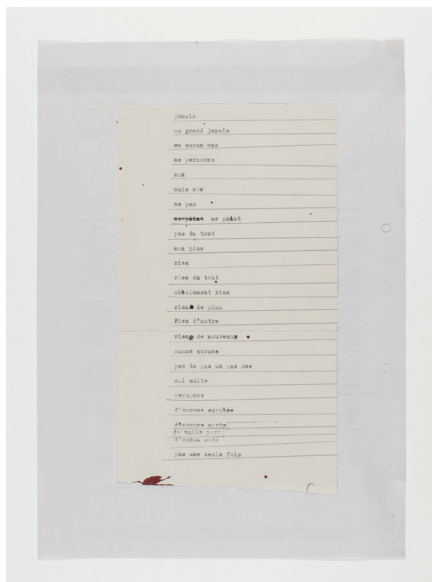 jamais
au grand jamais
en aucun cas
ne personne
non
mais non
ne pas
ne point
pas du tout
non plus
rien
rien du tout
absolument rien
rien de plus
rien d'autre
rien de nouveau
aucun aucune
pas de pas un pas une
nul nulle
personne
d'aucune manière
d'aucune sorte
de nulle part
d'aucun
pas une seule fois